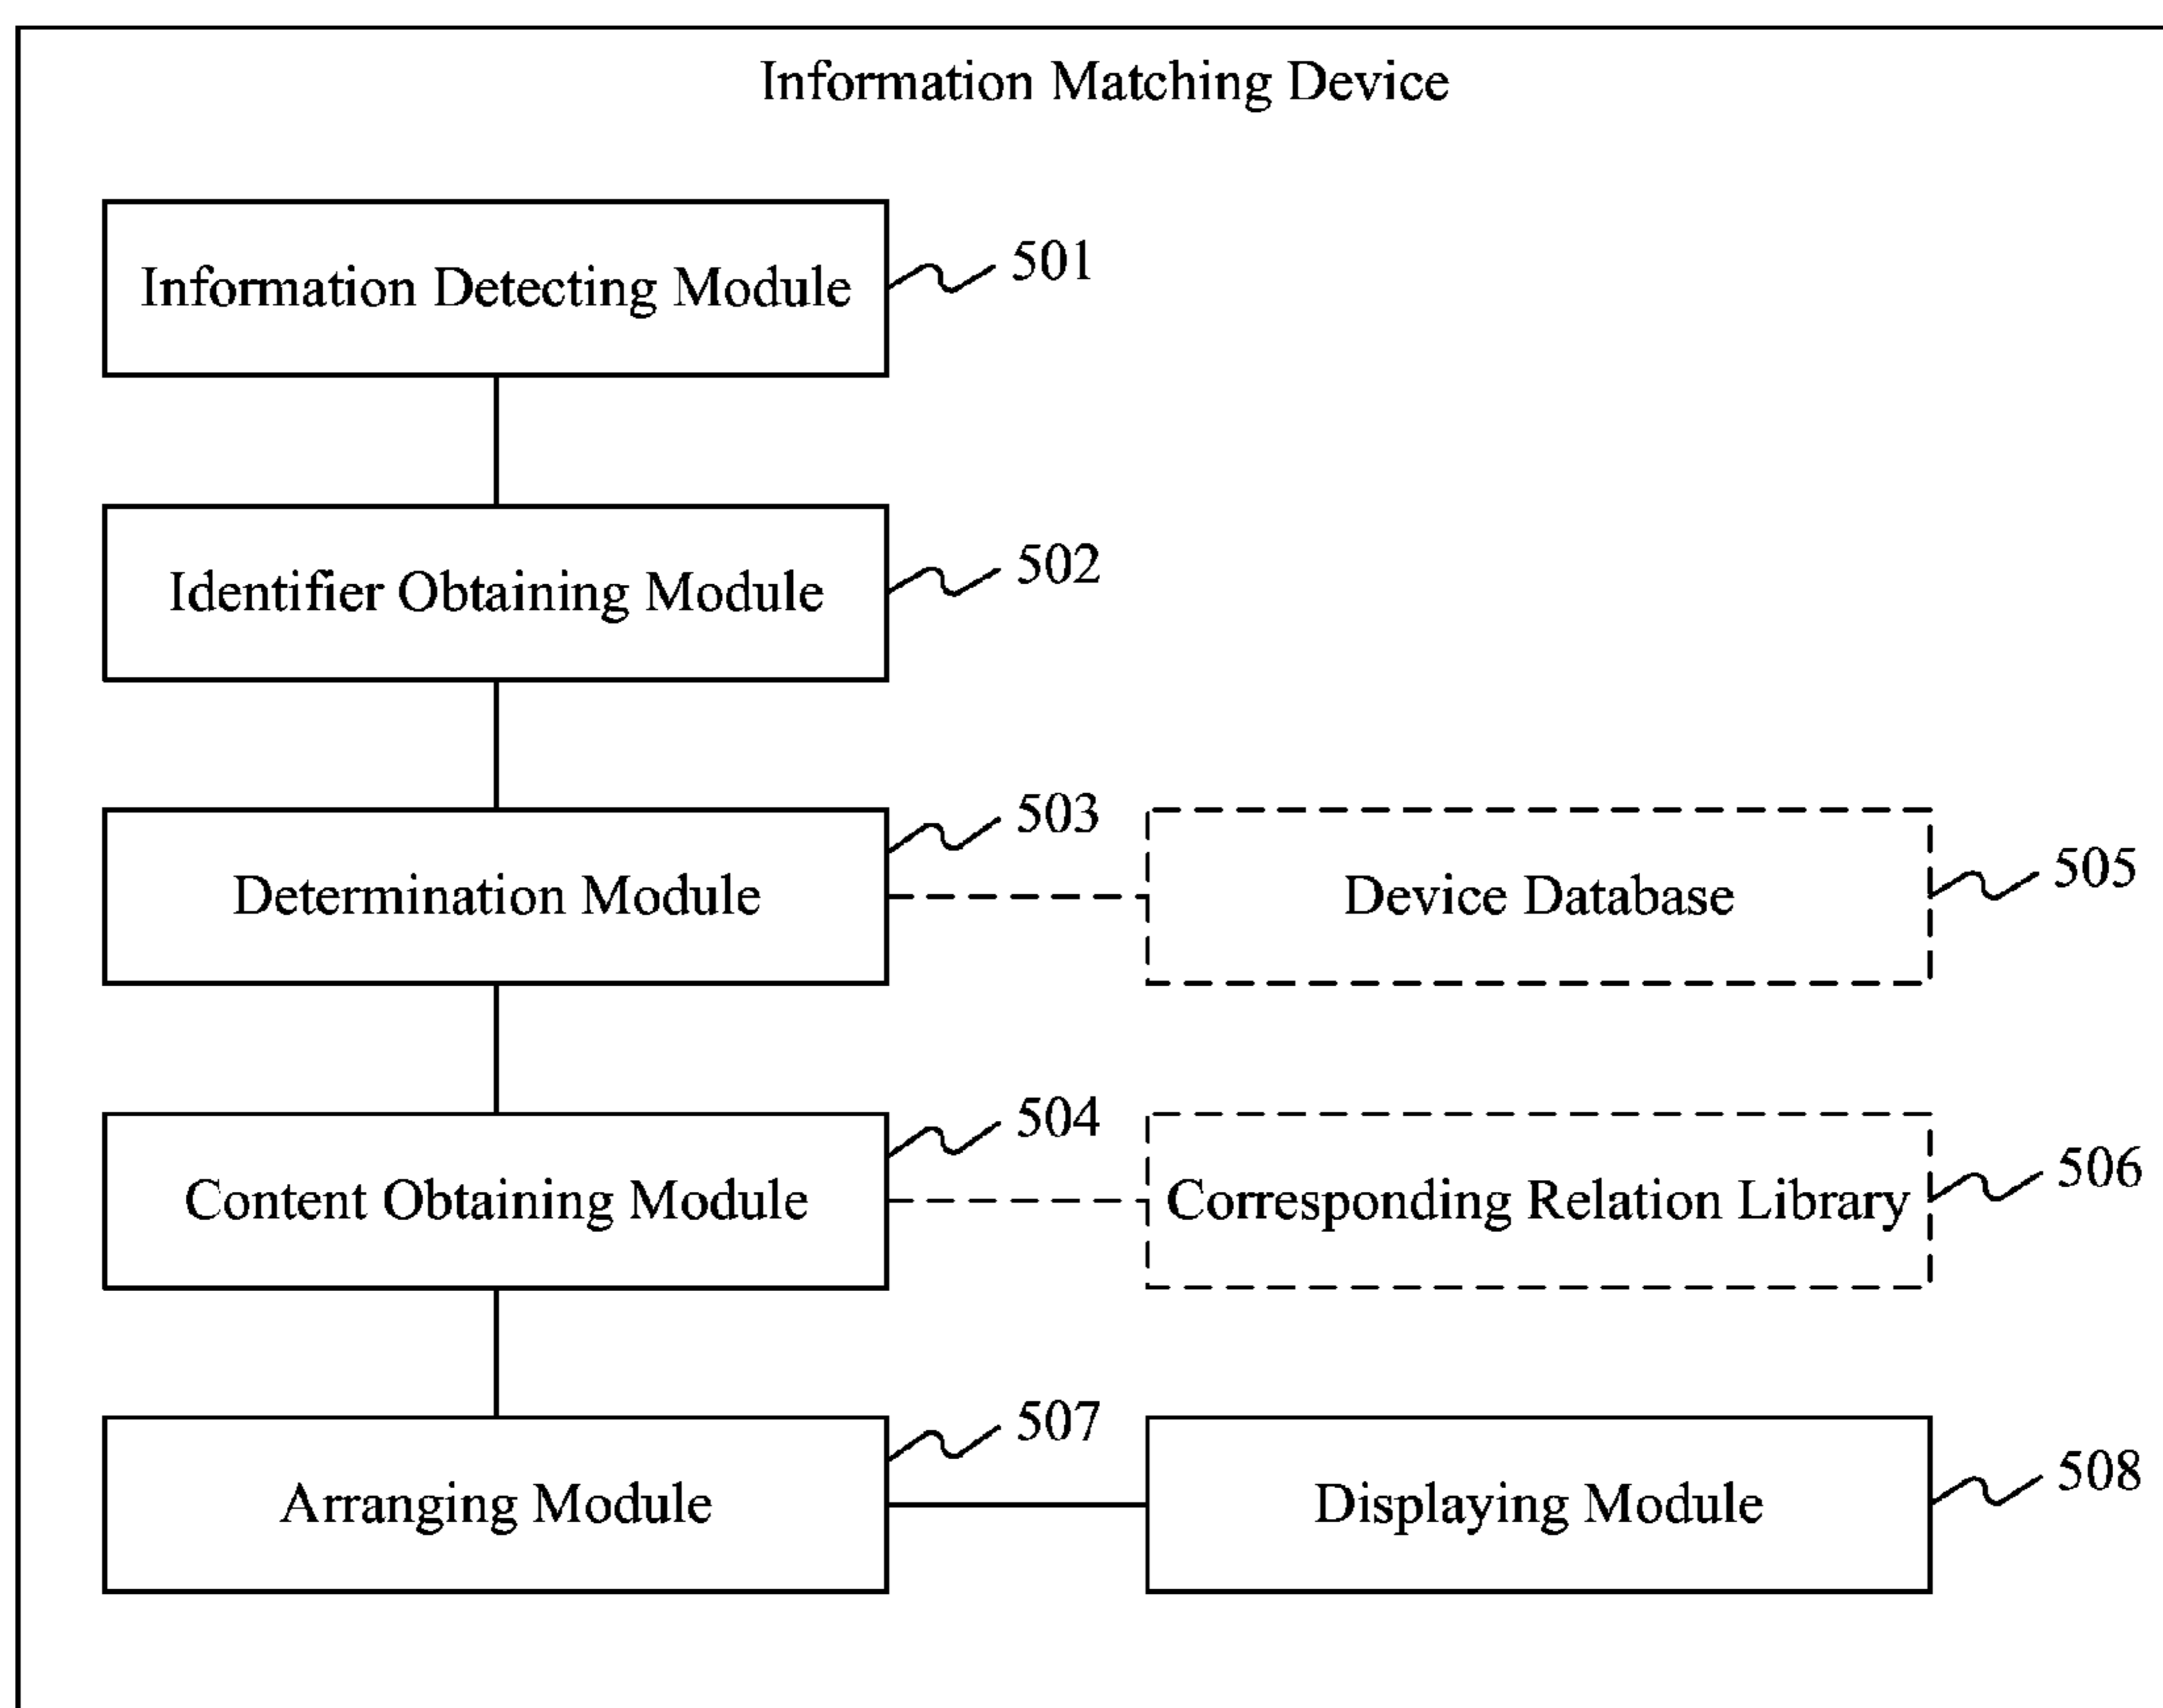 Information Matching Device
Information Detecting Module
501
Identifier Obtaining Module
502
Determination Module
503
Device Database
505
Content Obtaining Module
504
Corresponding Relation Library
506
Arranging Module
507
Displaying Module
508